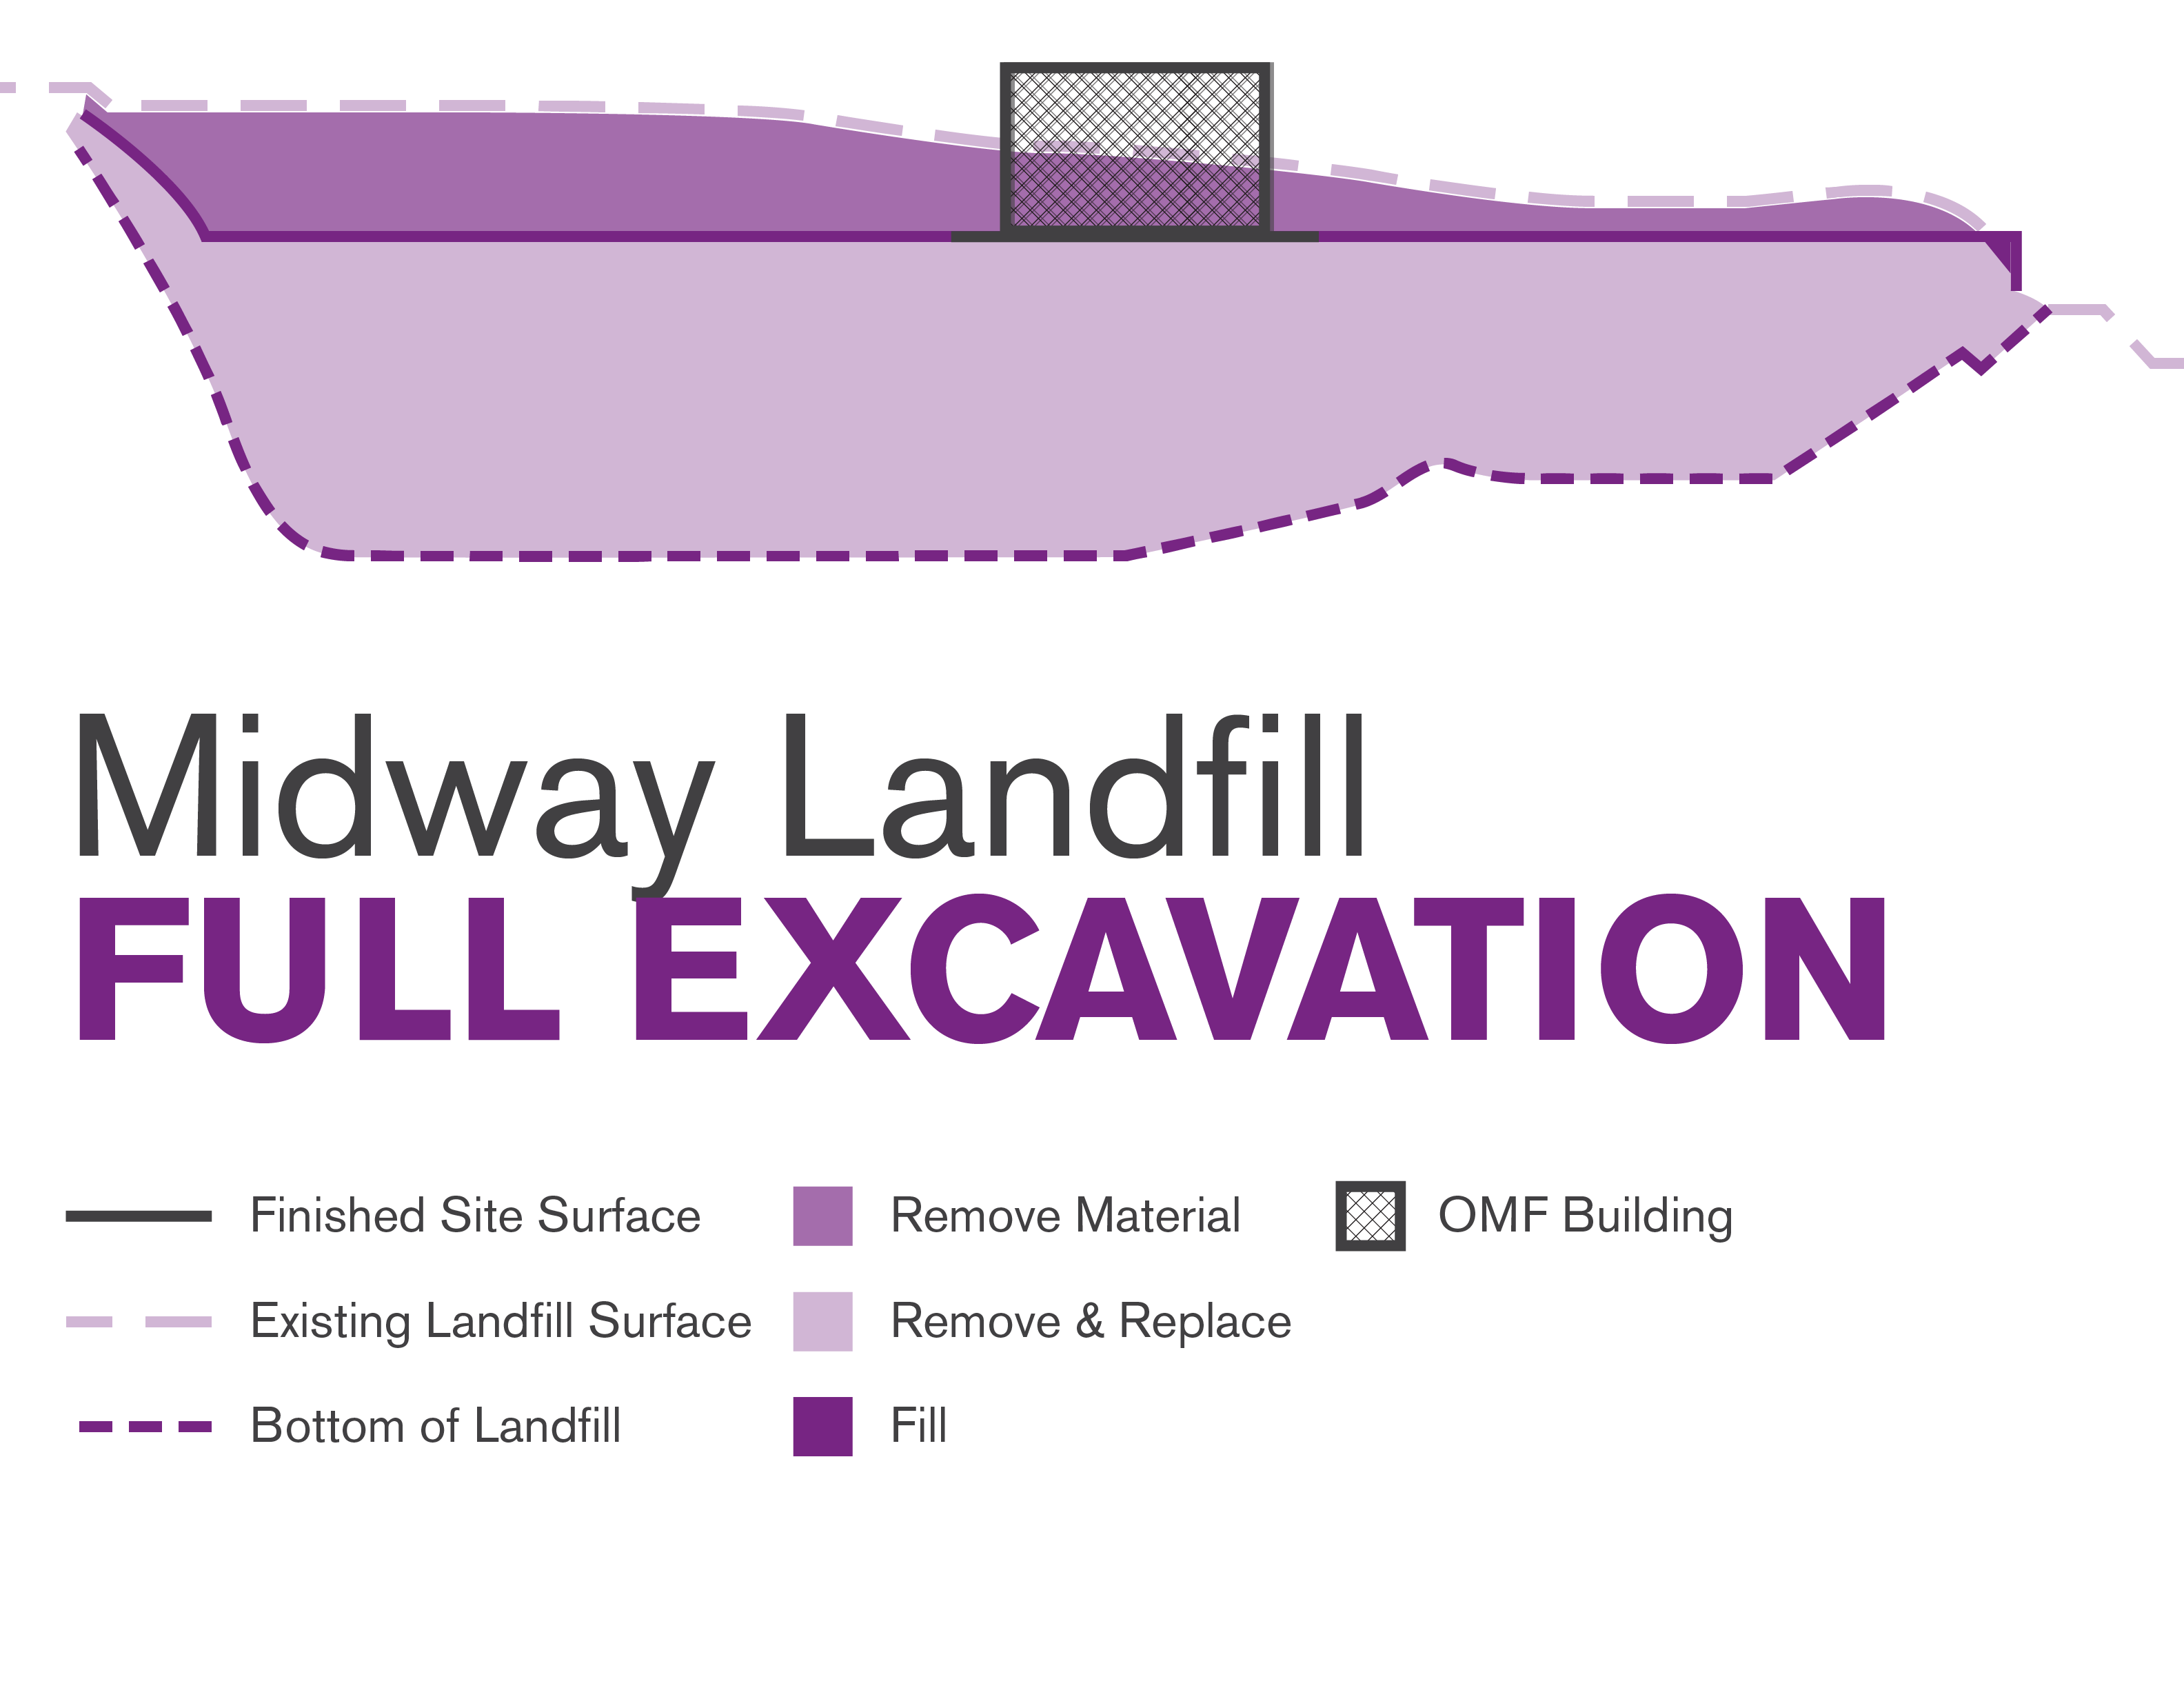 Midway Landfill
FULL EXCAVATION
Finished Site Surface
Existing Landfill Surface
Bottom of Landfill
Remove Material
Remove & Replace
Fill
OMF Building